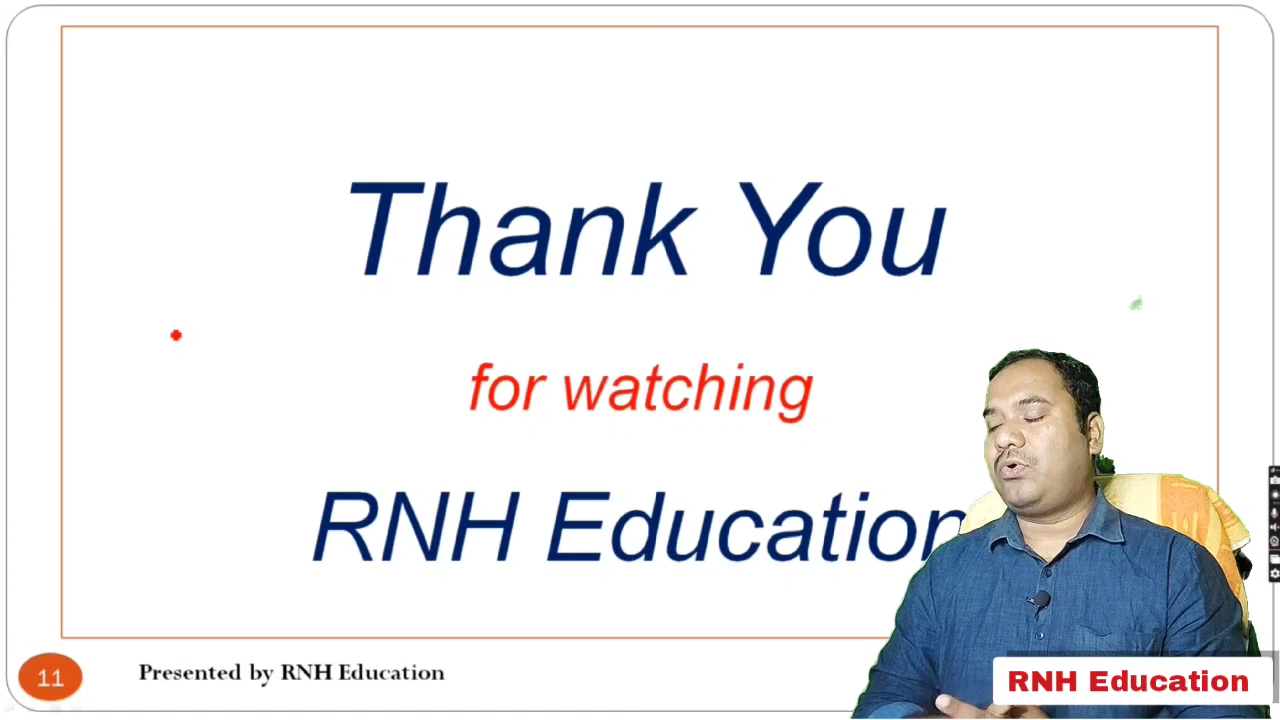 Thank You
for watching
RNH Education
11
Presented by RNH Education
RNH Education